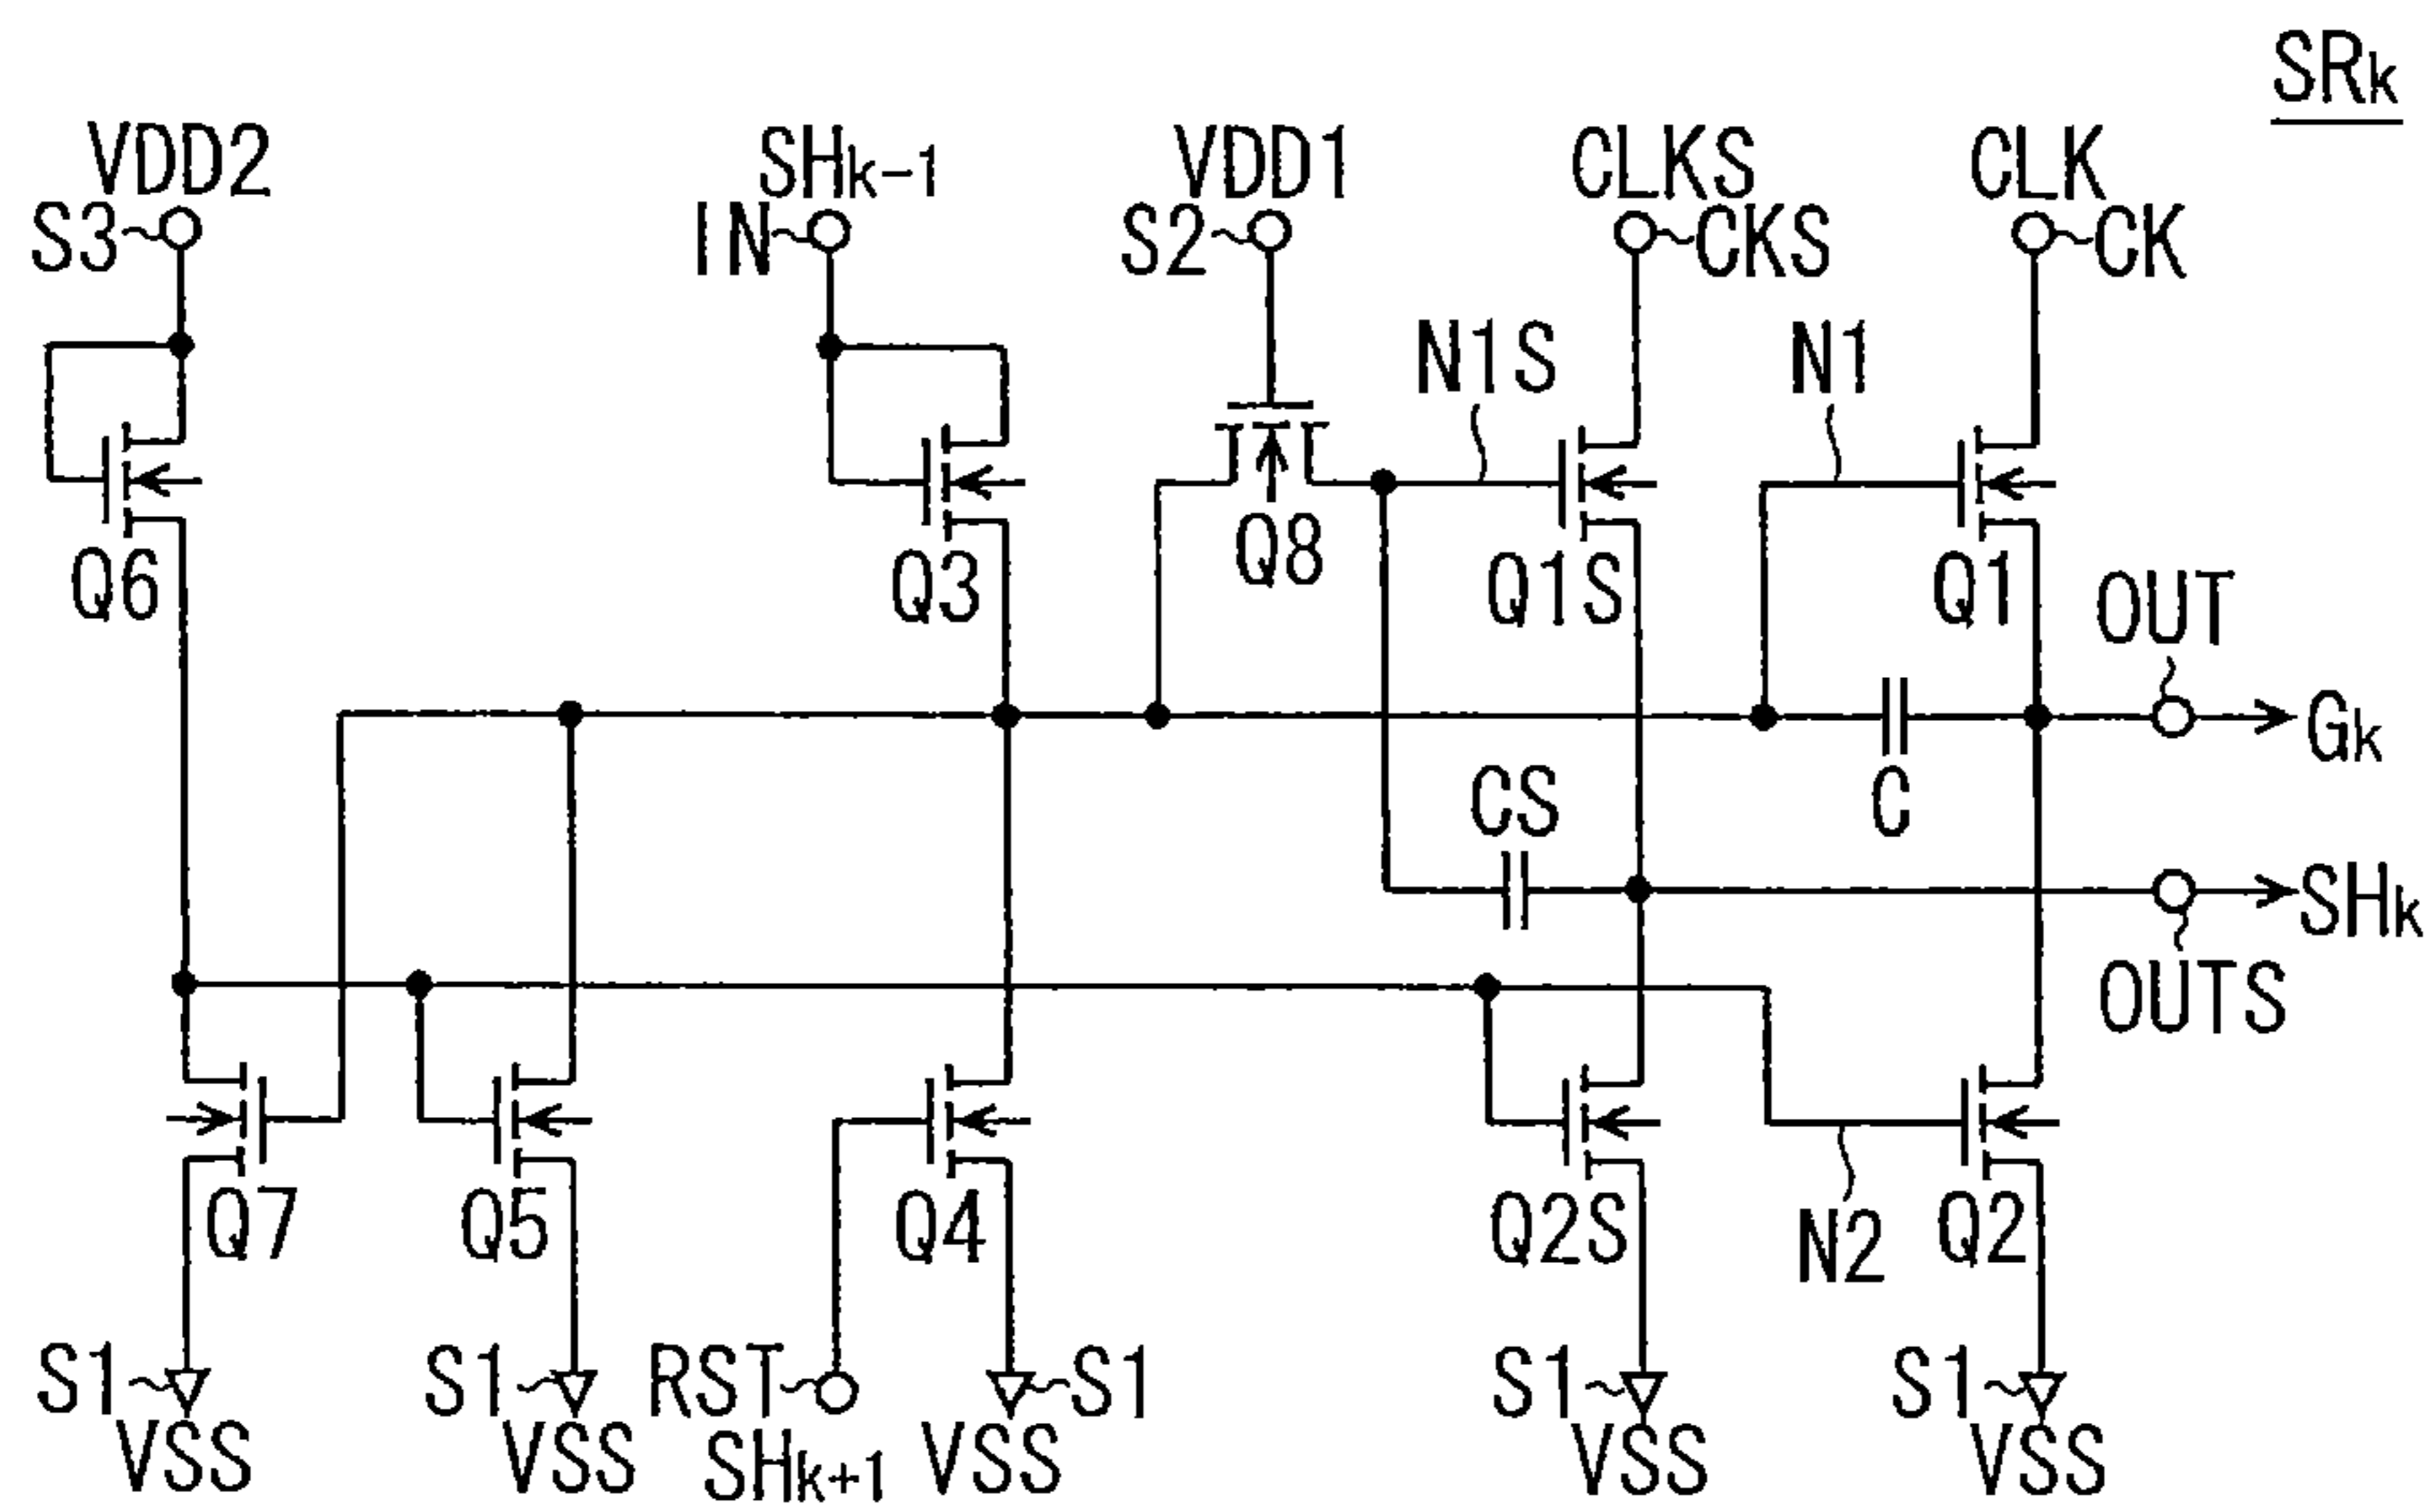 SRk
VDD2
SHk-1
VDD1
CLKS
CLK
S3
IN
S2
CKS
CK
N1S
N1
Q6
Q3
Q8
Q1S
Q1
OUT
Gk
CS
C
SHk
OUTS
Q7
Q5
Q4
Q2S
N2
Q2
S1
S1
RST
S1
S1
S1
VSS
VSS
SHk+1
VSS
VSS
VSS